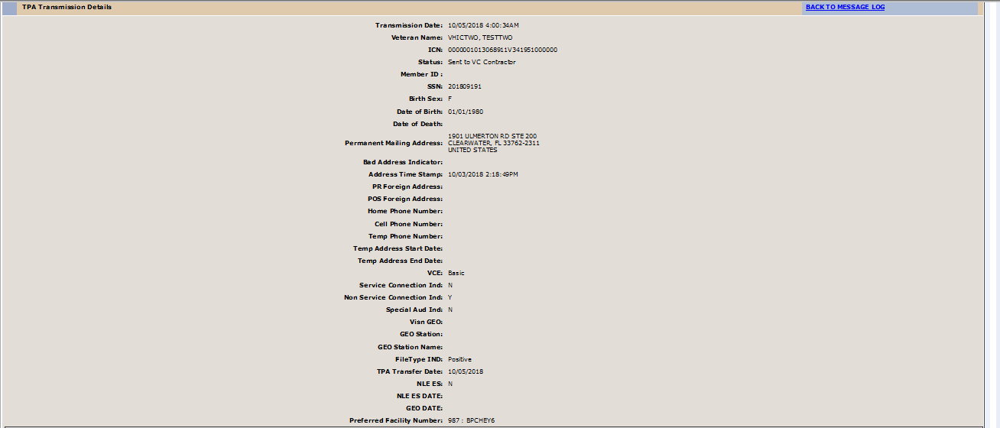 TPA Transmission Details
BACK TO MESSAGE LOG
Transmission Date: 10/05/2018 4:00:34AM
Veteran Name: VHICTWO, TESTTWO
ICN: 0000001013068911V341951000000
Status: Sent to VC Contractor
Member ID :
SSN: 201809191
Birth Sex: F
Date of Birth: 01/01/1980
Date of Death:
Permanent Mailing Address: 1901 ULMERTON RD STE 200
CLEARWATER, FL 33762-2311
UNITED STATES
Bad Address Indicator:
Address Time Stamp: 10/03/2018 2:18:49PM
PR Foreign Address:
POS Foreign Address:
Home Phone Number:
Cell Phone Number:
Temp Phone Number:
Temp Address Start Date:
Temp Address End Date:
VCE: Basic
Service Connection Ind: N
Non Service Connection Ind: Y
Special Aud Ind: N
Visn GEO:
GEO Station:
GEO Station Name:
FileType IND: Positive
TPA Transfer Date: 10/05/2018
NLE ES: N
NLE ES DATE:
GEO DATE:
Preferred Facility Number: 987 : BPCHEY6